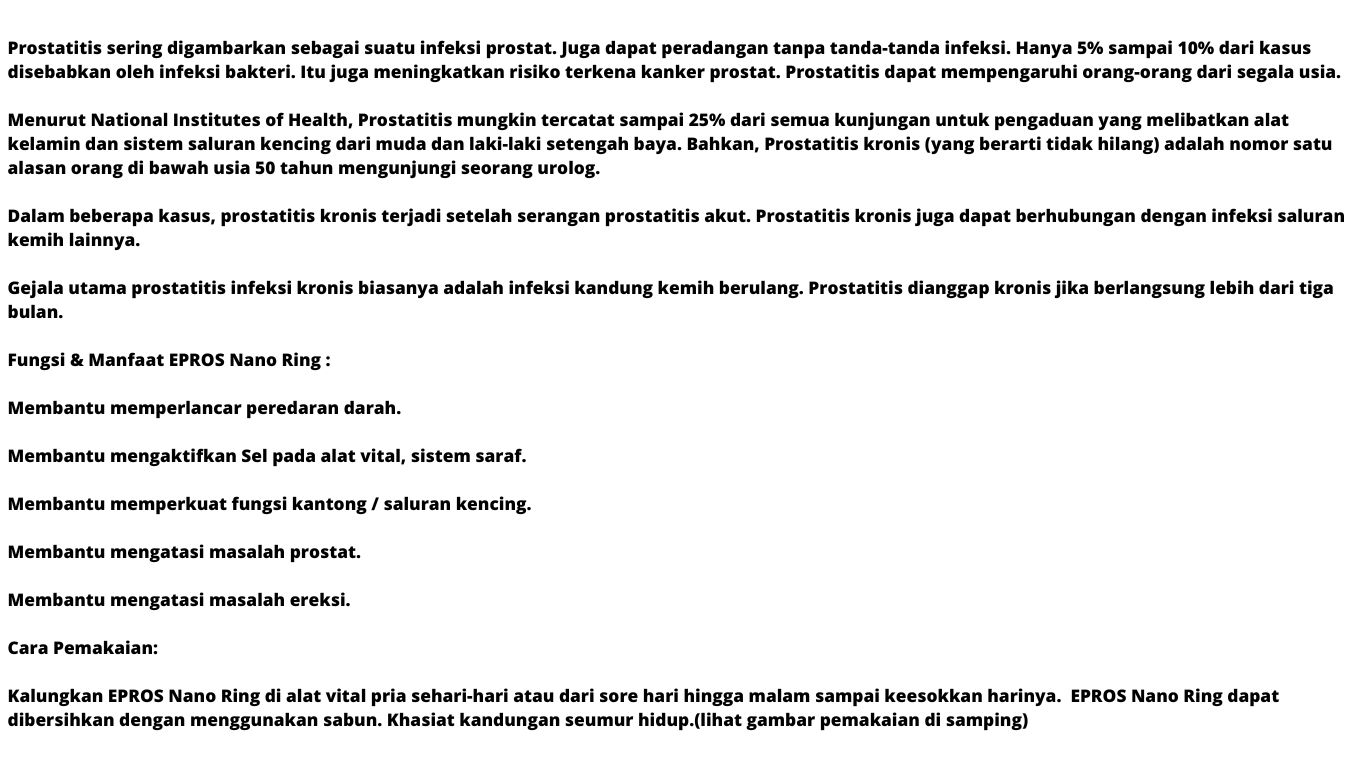 Prostatitis sering digambarkan sebagai suatu infeksi prostat. Juga dapat peradangan tanpa tanda-tanda infeksi. Hanya 5% sampai 10% dari kasus
disebabkan oleh infeksi bakteri. Itu juga meningkatkan risiko terkena kanker prostat. Prostatitis dapat mempengaruhi orang-orang dari segala usia.
Menurut National Institutes of Health, Prostatitis mungkin tercatat sampai 25% dari semua kunjungan untuk pengaduan yang melibatkan alat
kelamin dan sistem saluran kencing dari muda dan laki-laki setengah baya. Bahkan, Prostatitis kronis (yang berarti tidak hilang) adalah nomor satu
alasan orang di bawah usia 50 tahun mengunjungi seorang urolog.
Dalam beberapa kasus, prostatitis kronis terjadi setelah serangan prostatitis akut. Prostatitis kronis juga dapat berhubungan dengan infeksi saluran
kemih lainnya.
Gejala utama prostatitis infeksi kronis biasanya adalah infeksi kandung kemih berulang. Prostatitis dianggap kronis jika berlangsung lebih dari tiga
bulan.
Fungsi & Manfaat EPROS Nano Ring :
Membantu memperlancar peredaran darah.
Membantu mengaktifkan Sel pada alat vital, sistem saraf.
Membantu memperkuat fungsi kantong / saluran kencing.
Membantu mengatasi masalah prostat.
Membantu mengatasi masalah ereksi.
Cara Pemakaian:
Kalungkan EPROS Nano Ring di alat vital pria sehari-hari atau dari sore hari hingga malam sampai keesokkan harinya.  EPROS Nano Ring dapat
dibersihkan dengan menggunakan sabun. Khasiat kandungan seumur hidup.(lihat gambar pemakaian di samping)